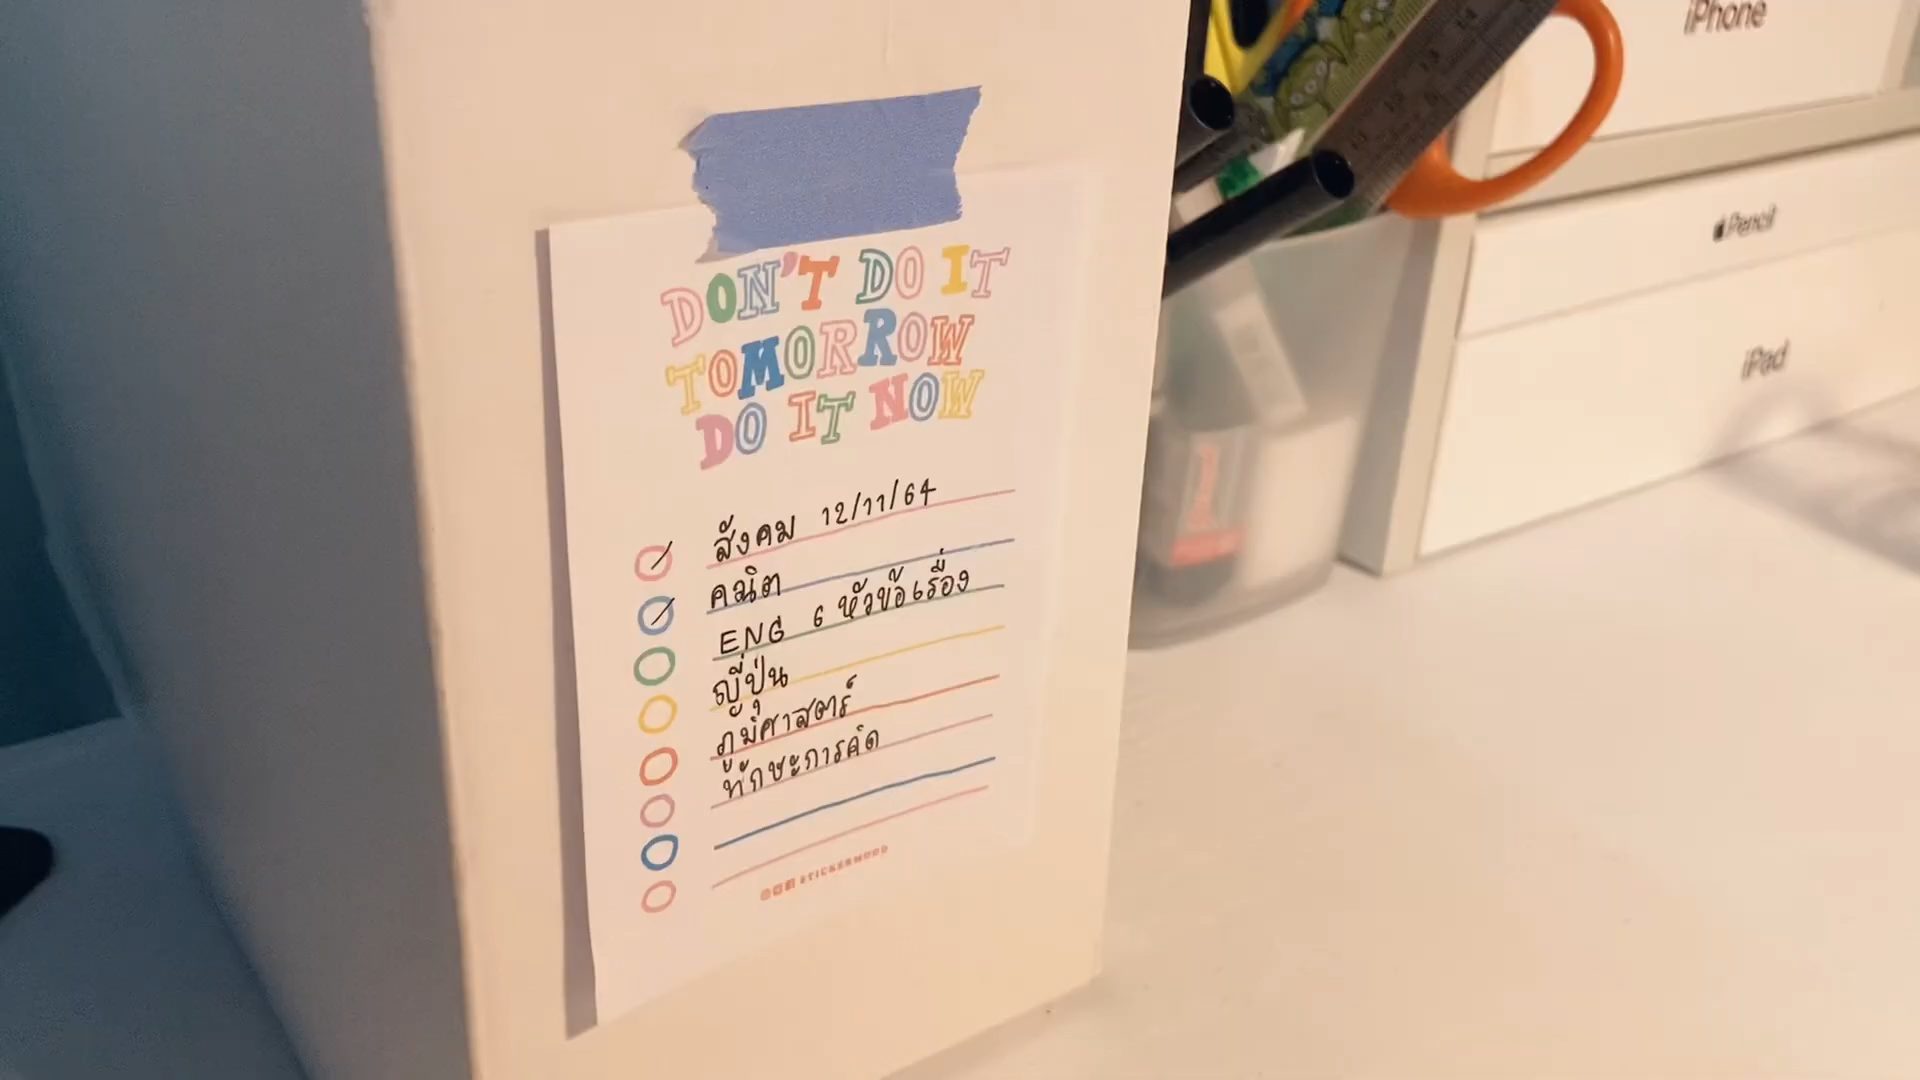 DON'T DO IT
TOMORROW
DO IT NOW
สังคม 12/11/64
คณิต
ENG 6 หัวข้อเรื่อง
ญี่ปุ่น
ภูมิศาสตร์
ทักษะการคิด
STICKERMOOD
iPhone
Pencil
iPad